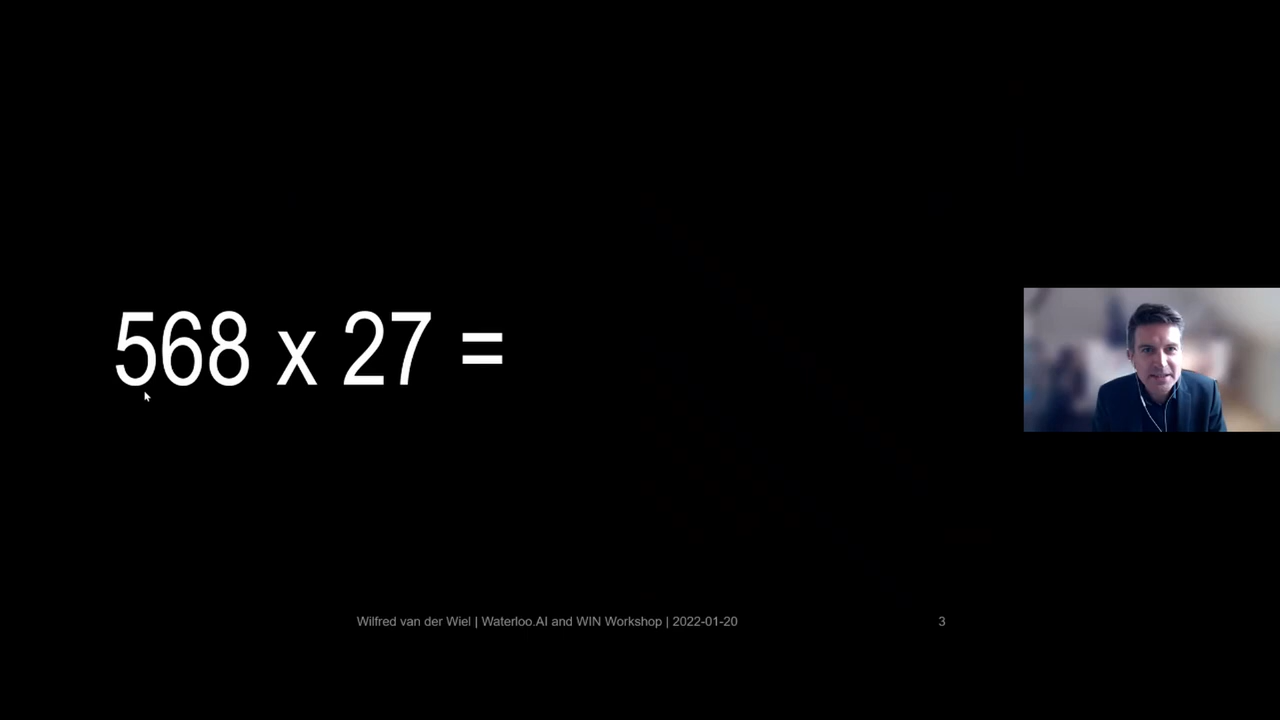 568 x 27 =
Wilfred van der Wiel | Waterloo.AI and WIN Workshop | 2022-01-20
3